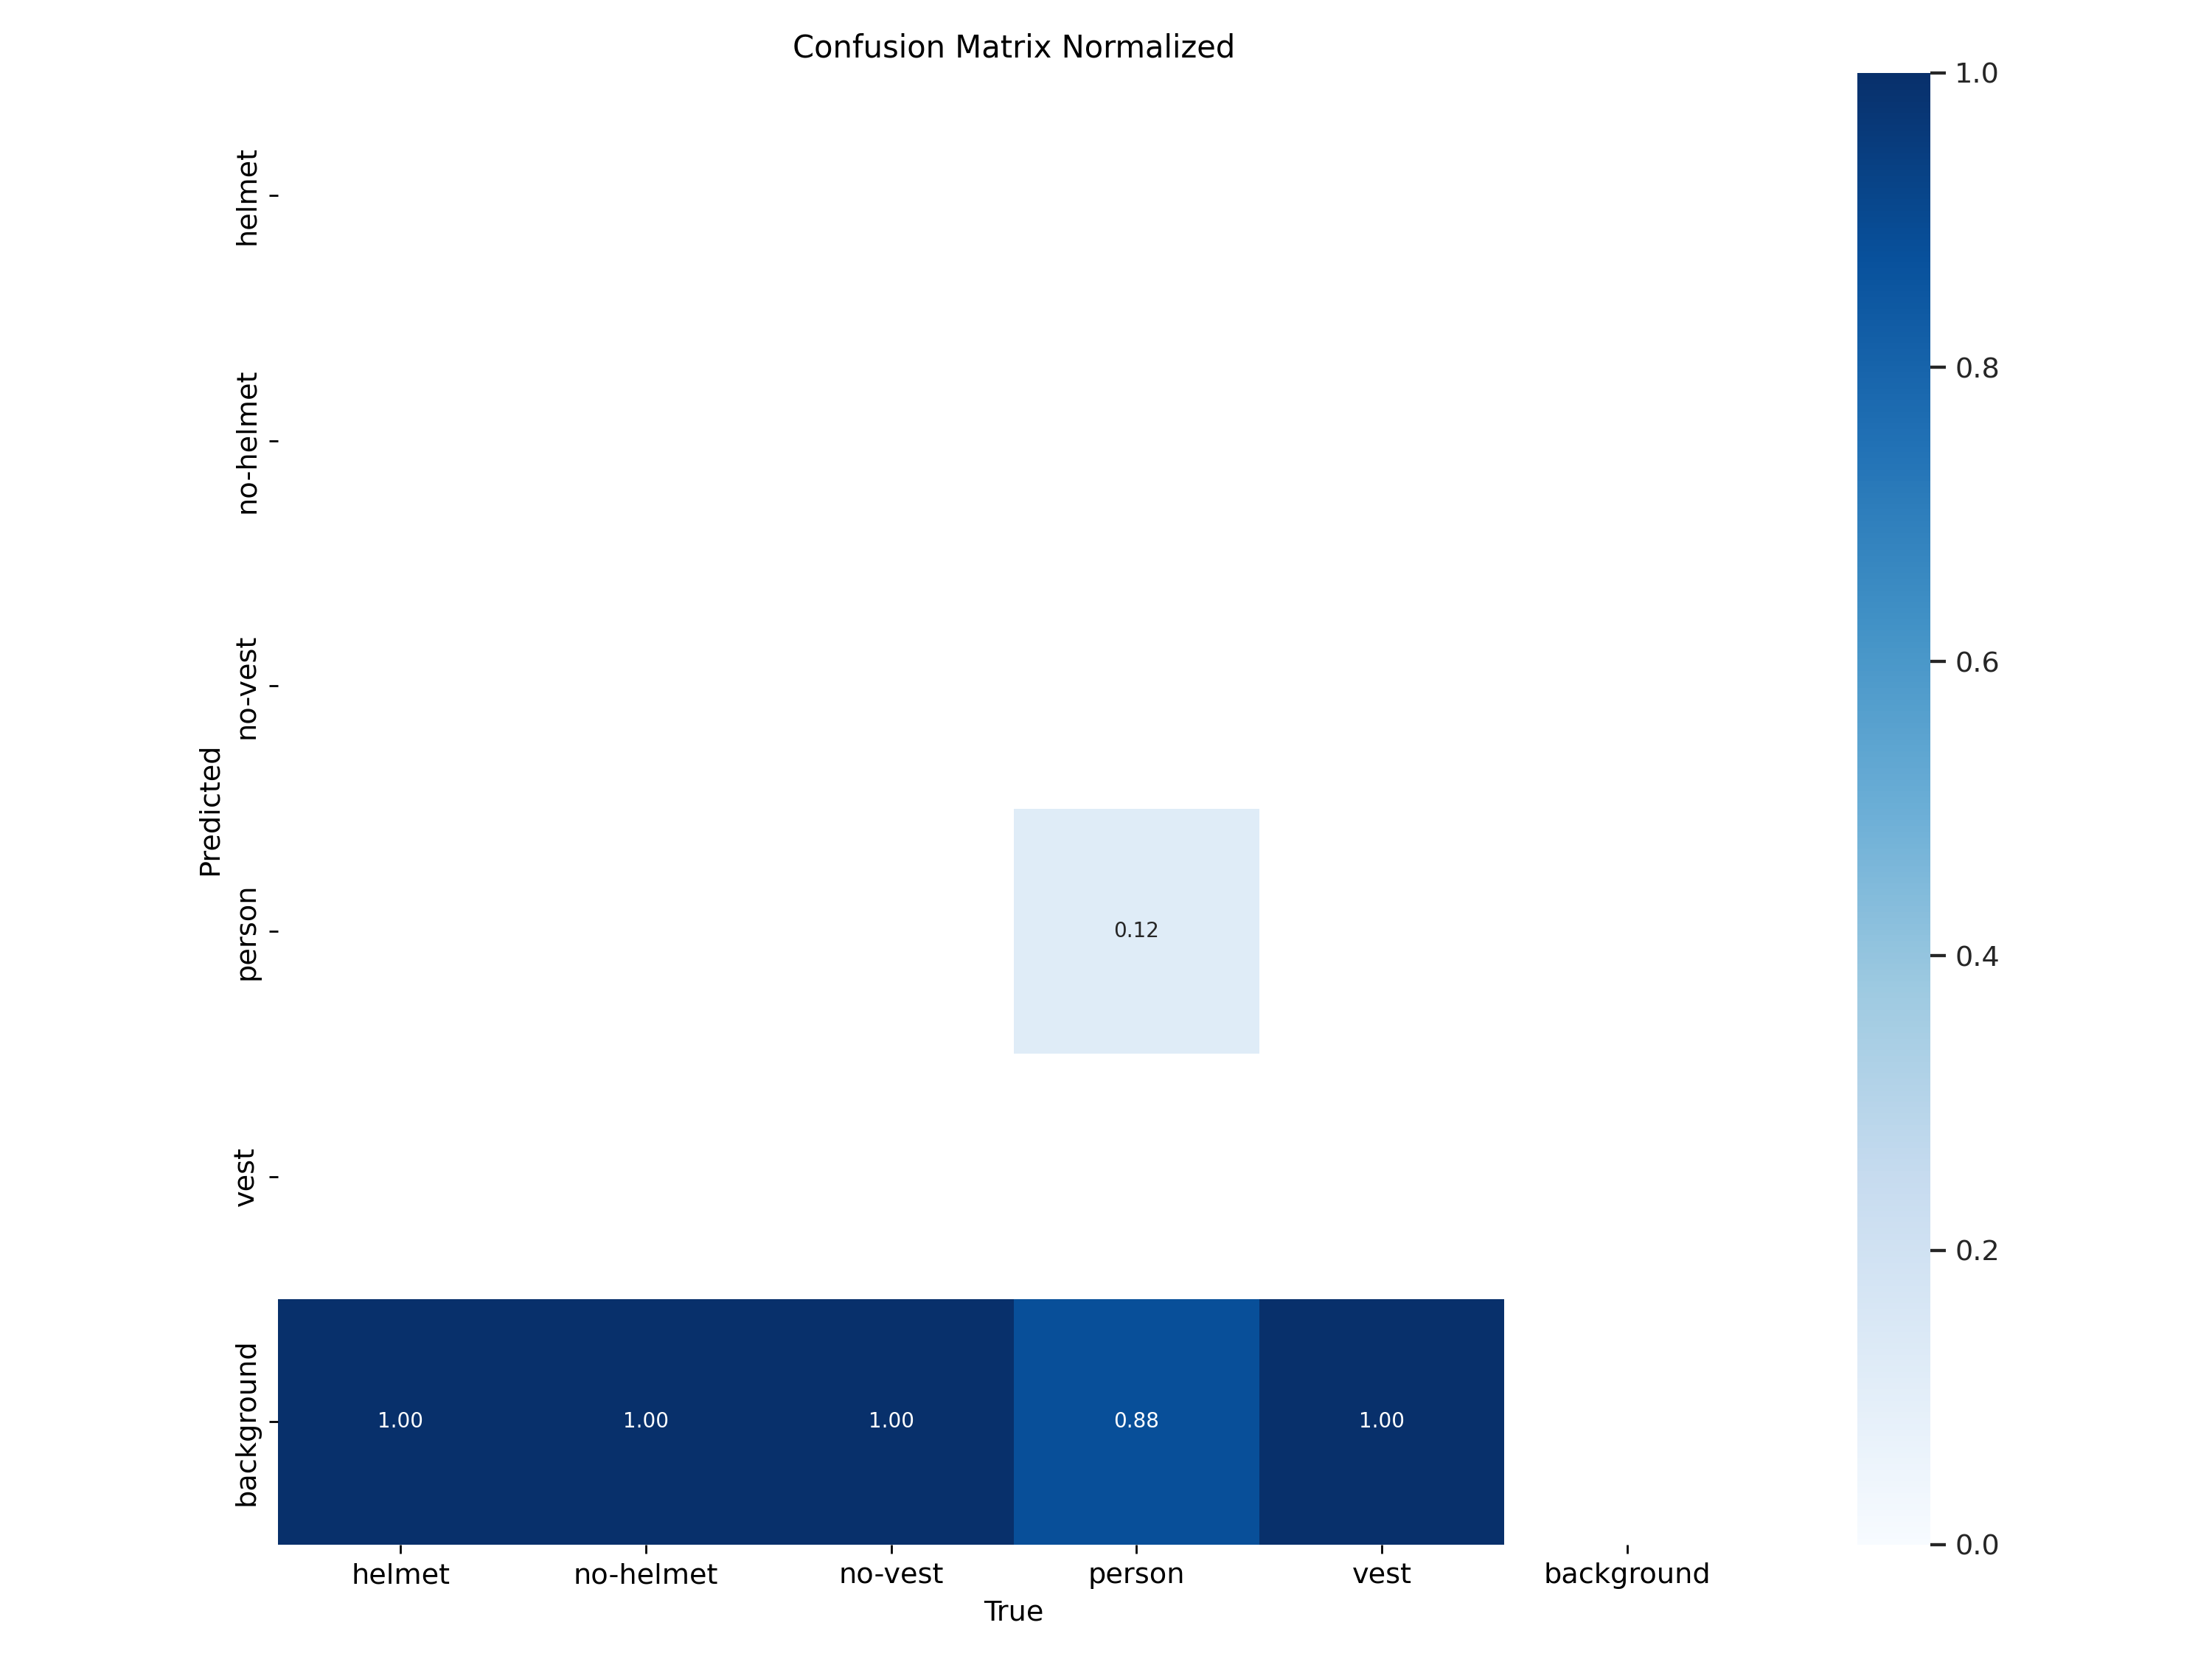 Confusion Matrix Normalized
1.0
helmet
no-helmet
0.8
no-vest
0.6
Predicted
person
0.12
0.4
vest
0.2
background
1.00 1.00 1.00 0.88 1.00
0.0
helmet no-helmet no-vest person vest background
True